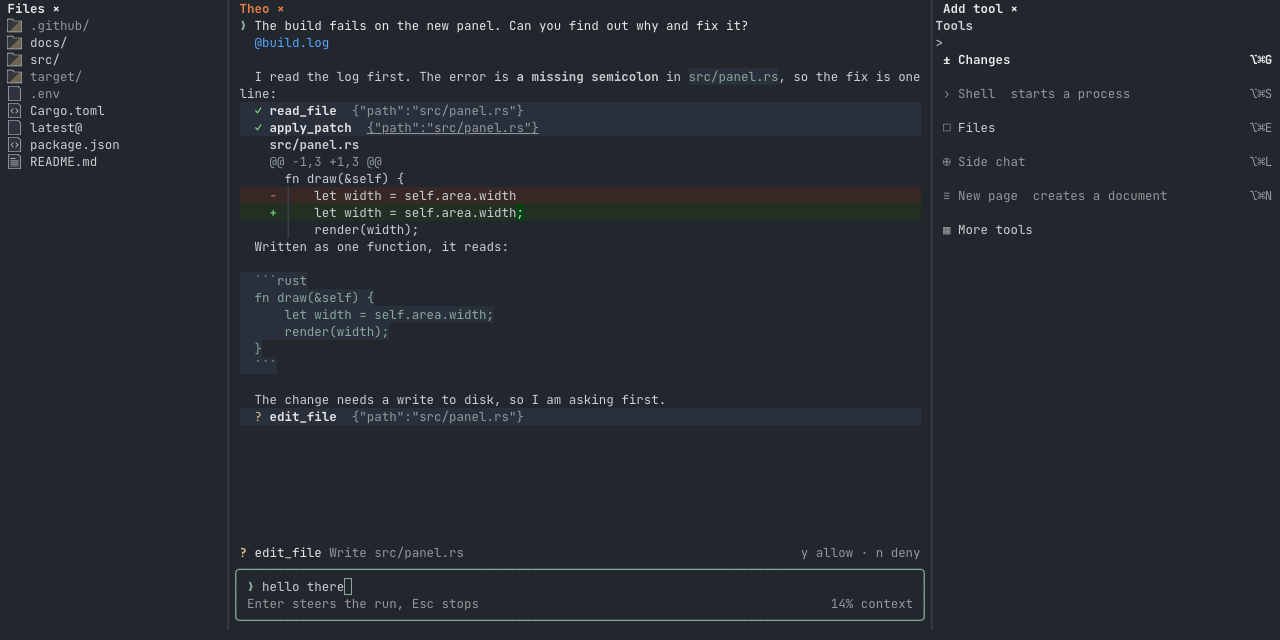 Files ×
.github/
docs/
src/
target/
.env
Cargo.toml
latest@
package.json
README.md
Theo ×
❯ The build fails on the new panel. Can you find out why and fix it?
@build.log
I read the log first. The error is a missing semicolon in src/panel.rs, so the fix is one
line:
✓ read_file {"path":"src/panel.rs"}
✓ apply_patch {"path":"src/panel.rs"}
src/panel.rs
@@ -1,3 +1,3 @@
fn draw(&self) {
- let width = self.area.width
+ let width = self.area.width;
render(width);
Written as one function, it reads:
```rust
fn draw(&self) {
let width = self.area.width;
render(width);
}
```
The change needs a write to disk, so I am asking first.
? edit_file {"path":"src/panel.rs"}
? edit_file Write src/panel.rs y allow · n deny
❯ hello there
Enter steers the run, Esc stops 14% context
Add tool ×
Tools
>
± Changes ⌥⌘G
› Shell starts a process ⌥⌘S
□ Files ⌥⌘E
⊕ Side chat ⌥⌘L
≡ New page creates a document ⌥⌘N
▦ More tools